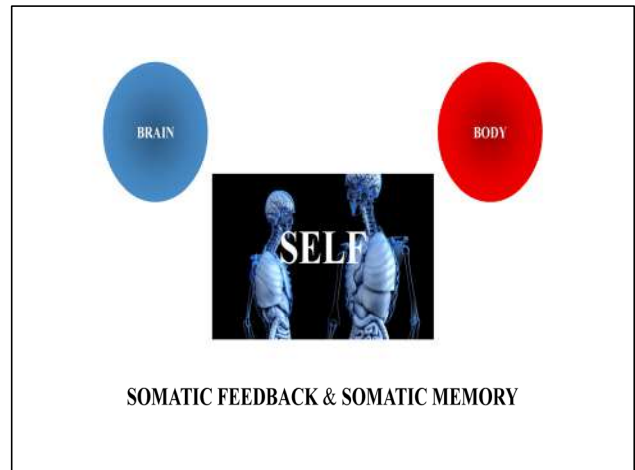 BRAIN
BODY
SELF
SOMATIC FEEDBACK & SOMATIC MEMORY